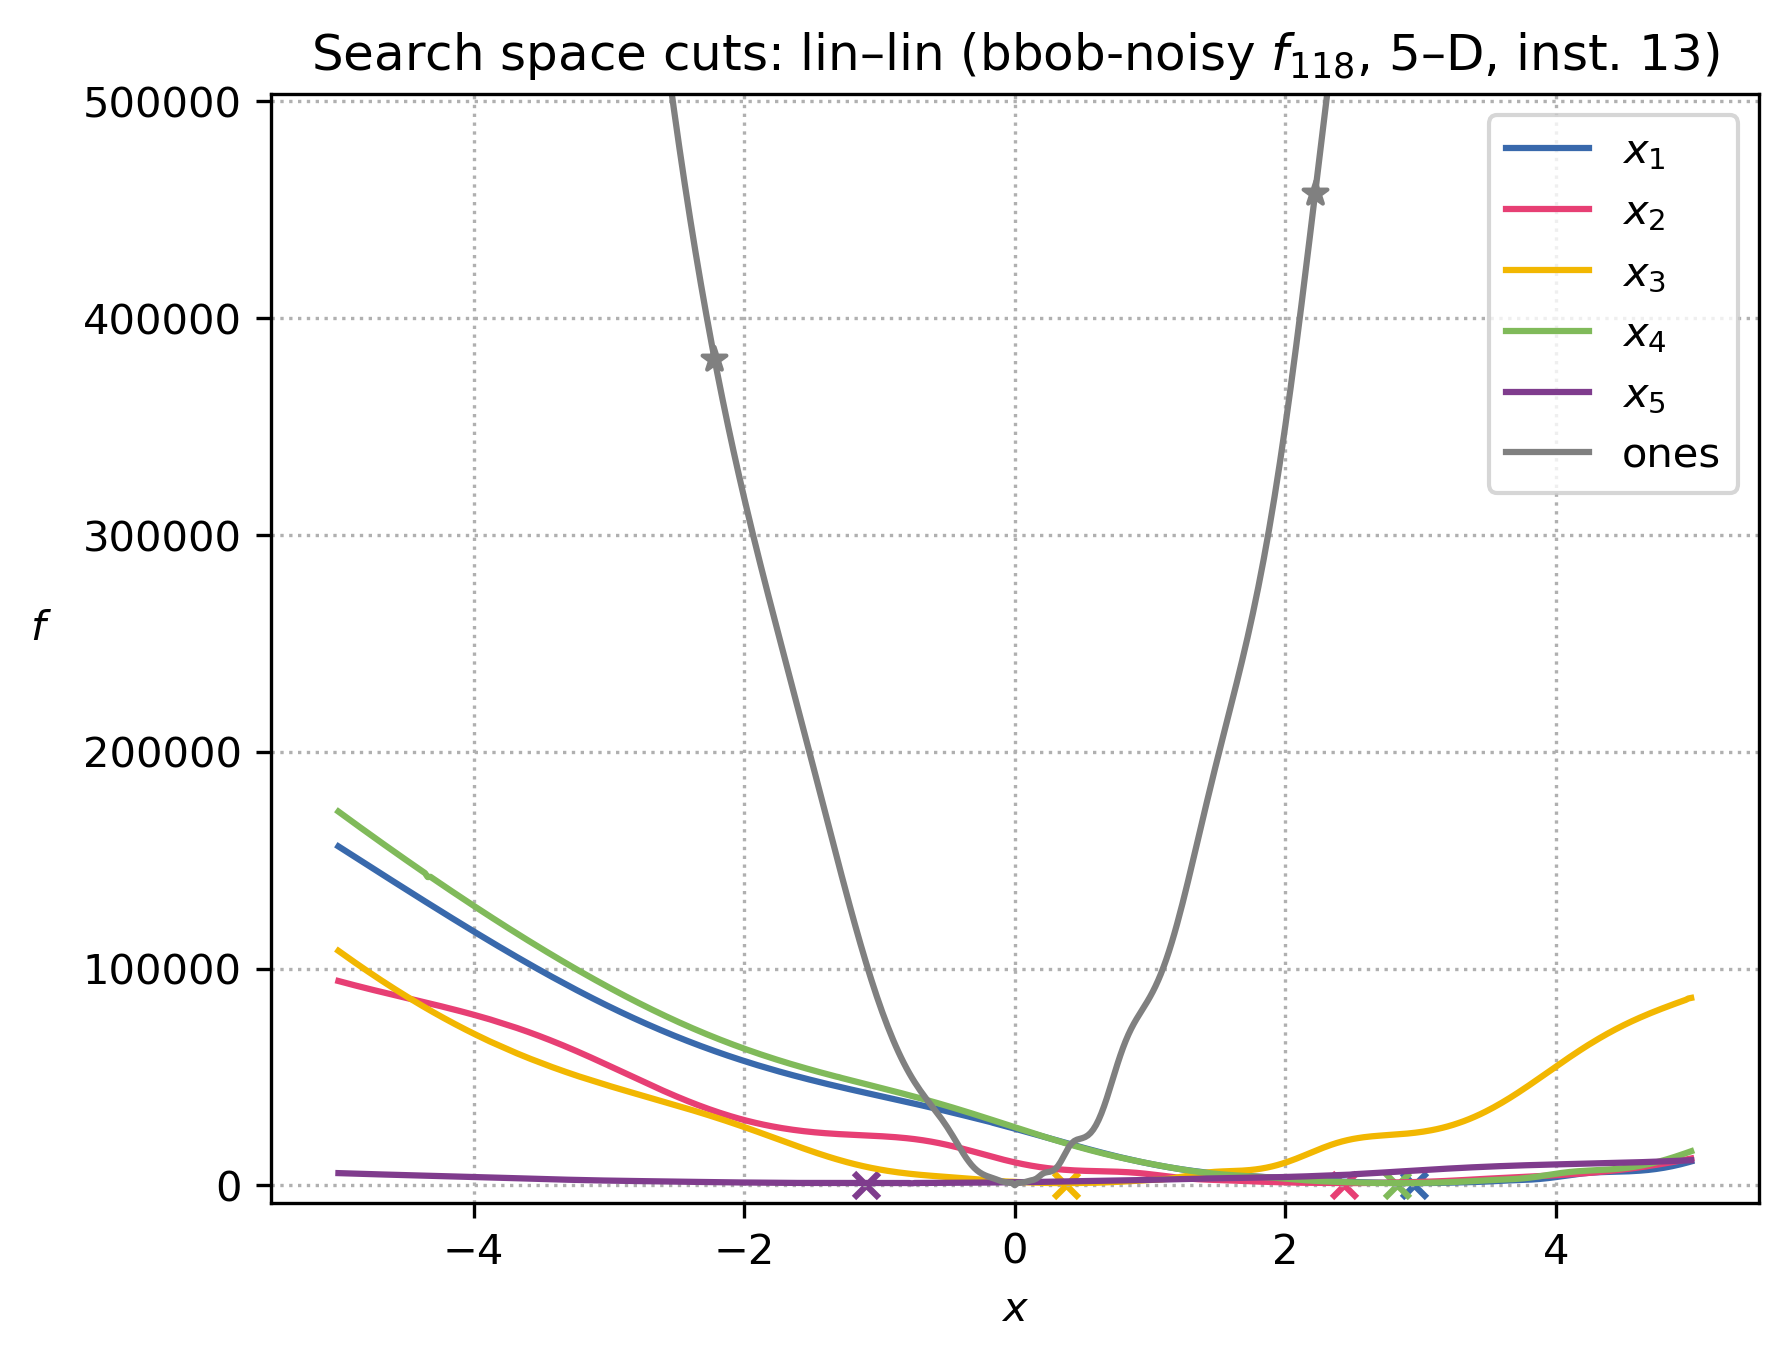 Search space cuts: lin–lin (bbob-noisy f₁₁₈, 5–D, inst. 13)
500000
400000
300000
200000
100000
0
f
−4
−2
0
2
4
x
x₁
x₂
x₃
x₄
x₅
ones